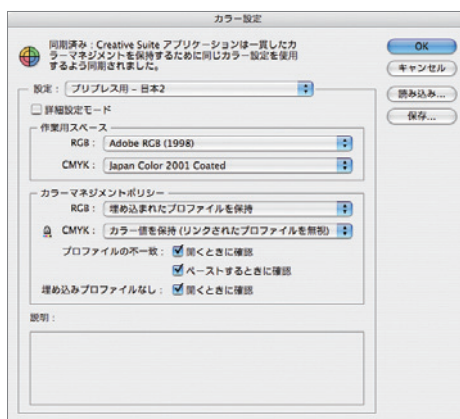 カラー設定
同期済み：Creative Suite アプリケーションは一貫したカ
ラーマネジメントを保持するために同じカラー設定を使用
するよう同期されました。
OK
キャンセル
読み込み...
保存...
設定： プリプレス用 - 日本2
詳細設定モード
作業用スペース
RGB： Adobe RGB (1998)
CMYK： Japan Color 2001 Coated
カラーマネジメントポリシー
RGB： 埋め込まれたプロファイルを保持
CMYK： カラー値を保持 (リンクされたプロファイルを無視)
プロファイルの不一致： 開くときに確認
ペーストするときに確認
埋め込みプロファイルなし： 開くときに確認
説明：